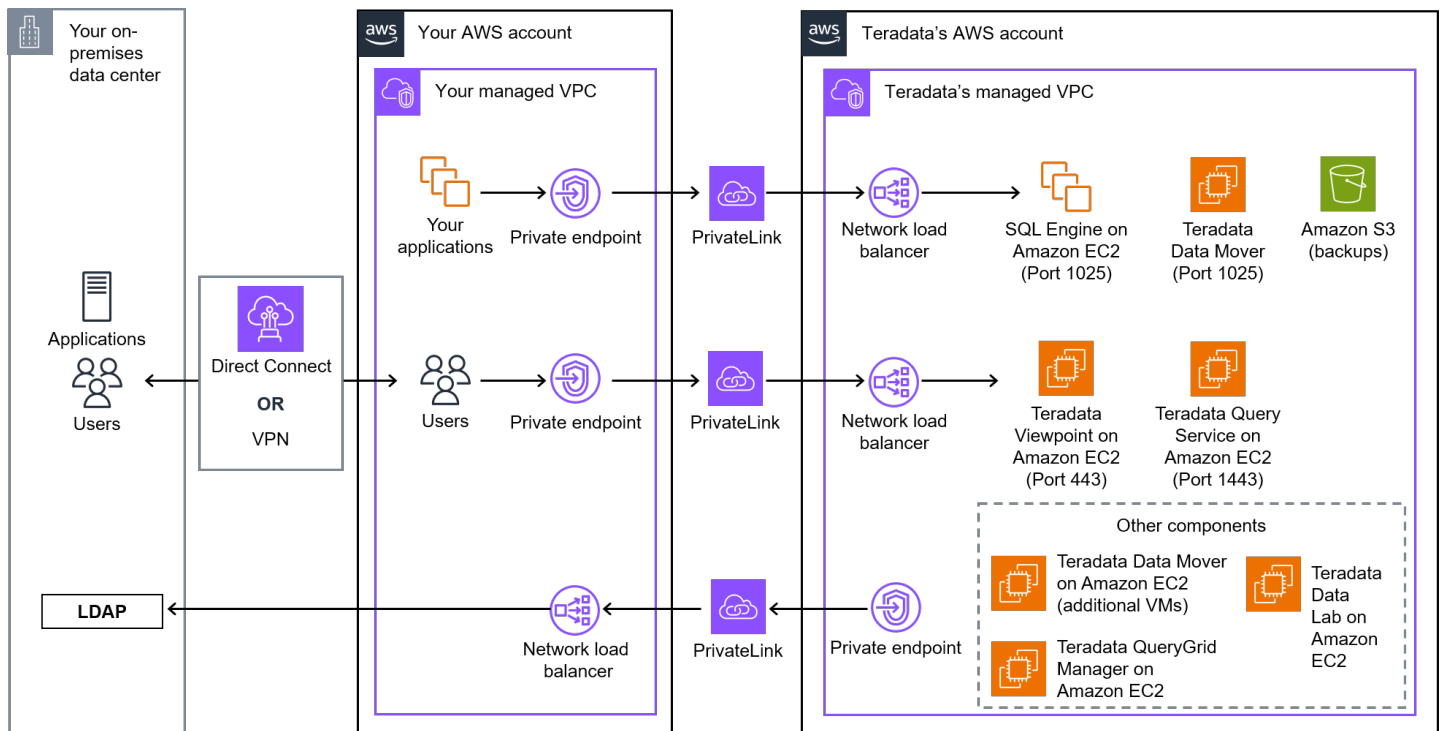 Your on-
premises
data center
aws
Your AWS account
aws
Teradata's AWS account
Your managed VPC
Teradata's managed VPC
Your
applications
Private endpoint
PrivateLink
Network load
balancer
SQL Engine on
Amazon EC2
(Port 1025)
Teradata
Data Mover
(Port 1025)
Amazon S3
(backups)
Applications
Users
Direct Connect
OR
VPN
Users
Private endpoint
PrivateLink
Network load
balancer
Teradata
Viewpoint on
Amazon EC2
(Port 443)
Teradata Query
Service on
Amazon EC2
(Port 1443)
LDAP
Network load
balancer
PrivateLink
Private endpoint
Other components
Teradata Data Mover
on Amazon EC2
(additional VMs)
Teradata
Data
Lab on
Amazon
EC2
Teradata QueryGrid
Manager on
Amazon EC2